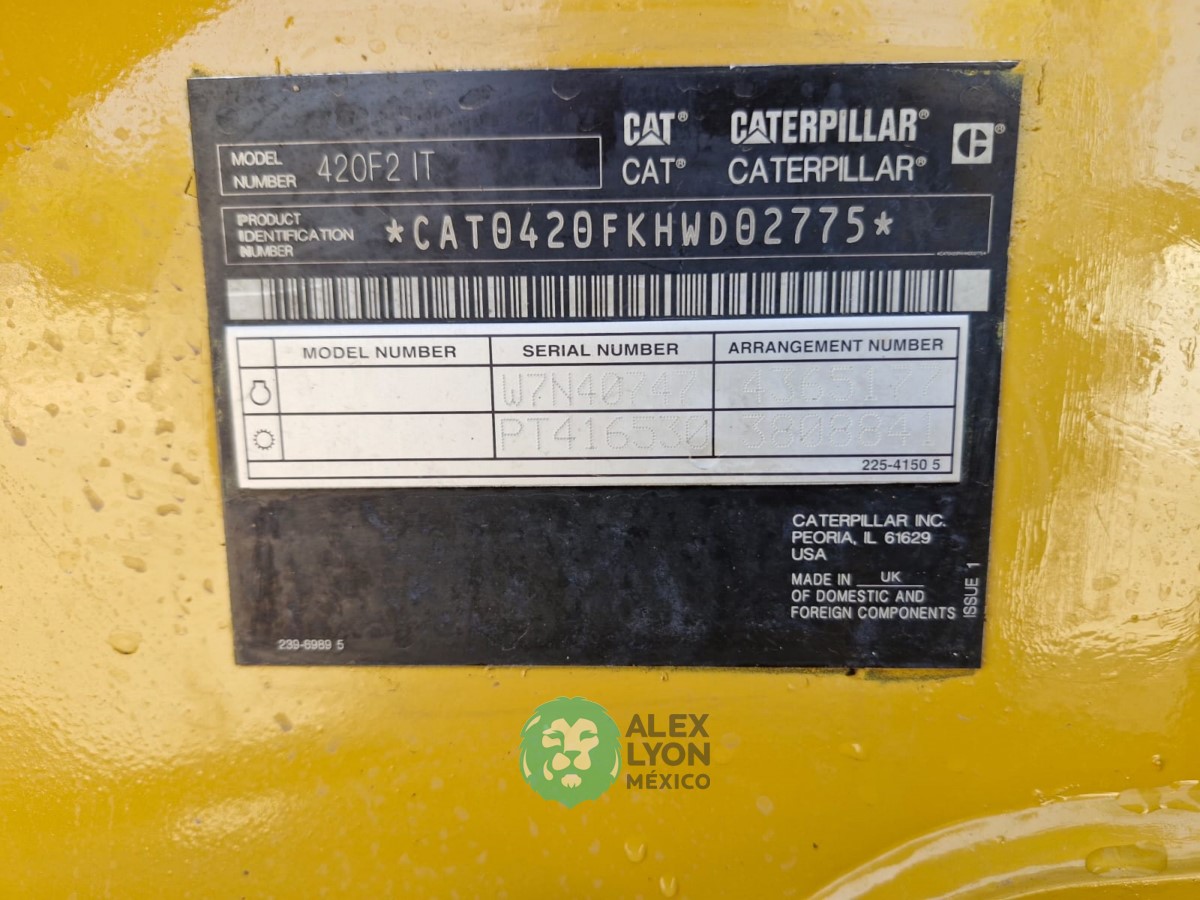 CAT® CATERPILLAR®
CAT® CATERPILLAR®
MODEL NUMBER 420F2 IT
PRODUCT IDENTIFICATION NUMBER *CAT0420FKHWD02775*
MODEL NUMBER SERIAL NUMBER ARRANGEMENT NUMBER
W7N40747 4365177
PT416530 3808841
225-4150 5
CATERPILLAR INC.
PEORIA, IL 61629
USA
MADE IN UK
OF DOMESTIC AND
FOREIGN COMPONENTS
ISSUE 1
239-6989 5
ALEX
LYON
MÉXICO